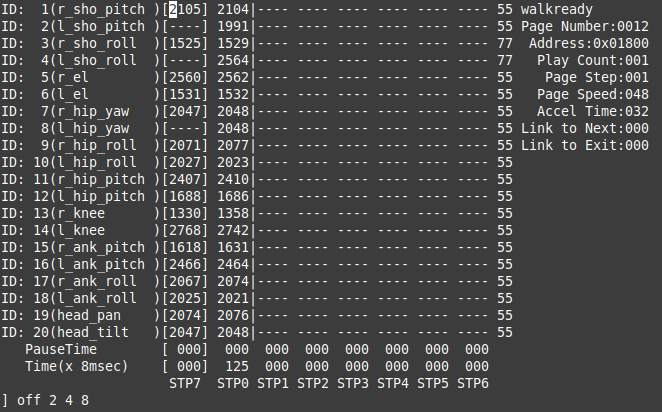 ID:  1(r_sho_pitch )[2105] 2104|---- ---- ---- ---- ---- ---- 55 walkready
ID:  2(l_sho_pitch )[----] 1991|---- ---- ---- ---- ---- ---- 55 Page Number:0012
ID:  3(r_sho_roll  )[1525] 1529|---- ---- ---- ---- ---- ---- 77  Address:0x01800
ID:  4(l_sho_roll  )[----] 2564|---- ---- ---- ---- ---- ---- 77   Play Count:001
ID:  5(r_el        )[2560] 2562|---- ---- ---- ---- ---- ---- 55    Page Step:001
ID:  6(l_el        )[1531] 1532|---- ---- ---- ---- ---- ---- 55   Page Speed:048
ID:  7(r_hip_yaw   )[2047] 2048|---- ---- ---- ---- ---- ---- 55   Accel Time:032
ID:  8(l_hip_yaw   )[----] 2048|---- ---- ---- ---- ---- ---- 55 Link to Next:000
ID:  9(r_hip_roll  )[2071] 2077|---- ---- ---- ---- ---- ---- 55 Link to Exit:000
ID: 10(l_hip_roll  )[2027] 2023|---- ---- ---- ---- ---- ---- 55
ID: 11(r_hip_pitch )[2407] 2410|---- ---- ---- ---- ---- ---- 55
ID: 12(l_hip_pitch )[1688] 1686|---- ---- ---- ---- ---- ---- 55
ID: 13(r_knee      )[1330] 1358|---- ---- ---- ---- ---- ---- 55
ID: 14(l_knee      )[2768] 2742|---- ---- ---- ---- ---- ---- 55
ID: 15(r_ank_pitch )[1618] 1631|---- ---- ---- ---- ---- ---- 55
ID: 16(l_ank_pitch )[2466] 2464|---- ---- ---- ---- ---- ---- 55
ID: 17(r_ank_roll  )[2067] 2074|---- ---- ---- ---- ---- ---- 55
ID: 18(l_ank_roll  )[2025] 2021|---- ---- ---- ---- ---- ---- 55
ID: 19(head_pan    )[2074] 2076|---- ---- ---- ---- ---- ---- 55
ID: 20(head_tilt   )[2047] 2048|---- ---- ---- ---- ---- ---- 55
   PauseTime        [ 000]  000  000  000  000  000  000  000
   Time(x 8msec)    [ 000]  125  000  000  000  000  000  000
                     STP7  STP0 STP1 STP2 STP3 STP4 STP5 STP6
] off 2 4 8